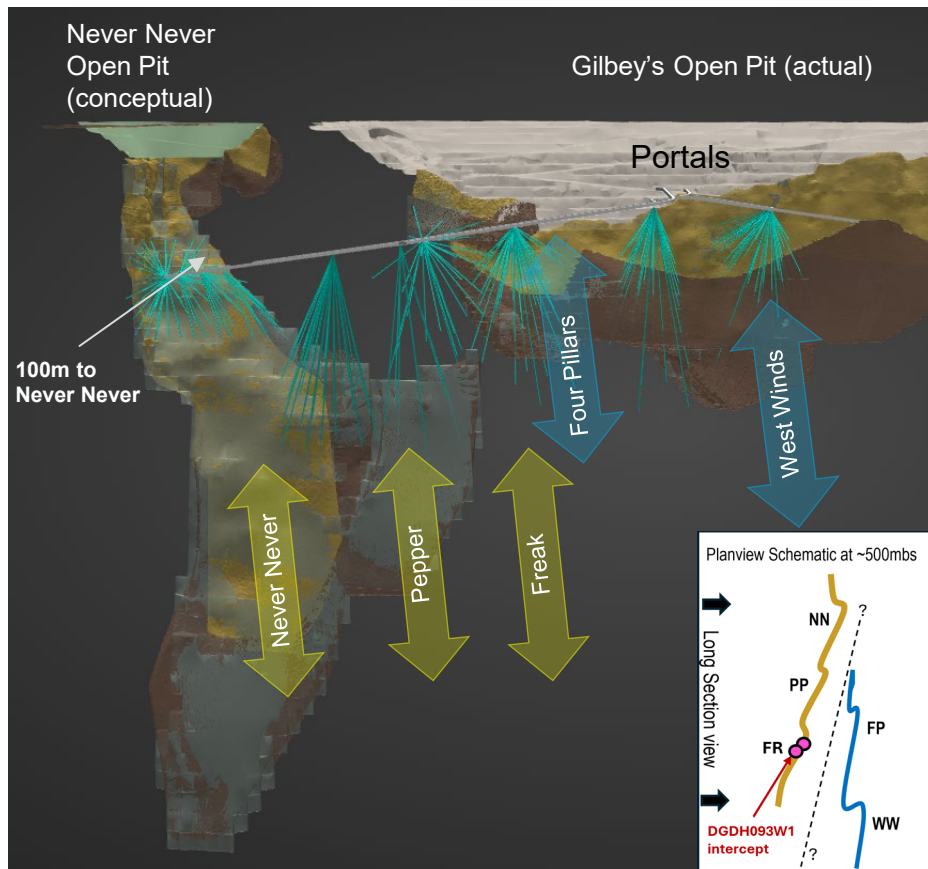 Never Never
Open Pit
(conceptual)
Gilbey's Open Pit (actual)
Portals
100m to
Never Never
Four Pillars
West Winds
Never Never
Pepper
Freak
Planview Schematic at ~500mbs
Long Section view
NN
?
PP
FP
FR
WW
DGDH093W1
intercept
?